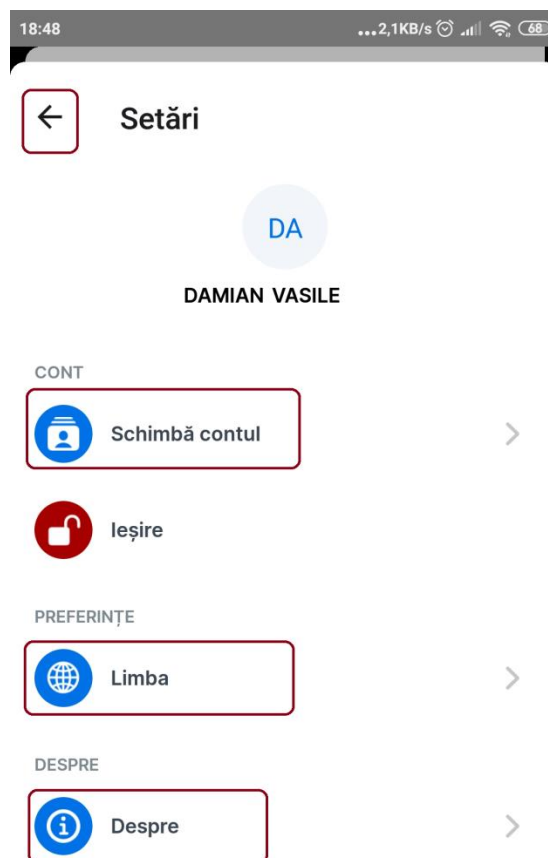 18:48
...2,1KB/s 68
Setări
DA
DAMIAN VASILE
CONT
Schimbă contul
Ieșire
PREFERINȚE
Limba
DESPRE
Despre